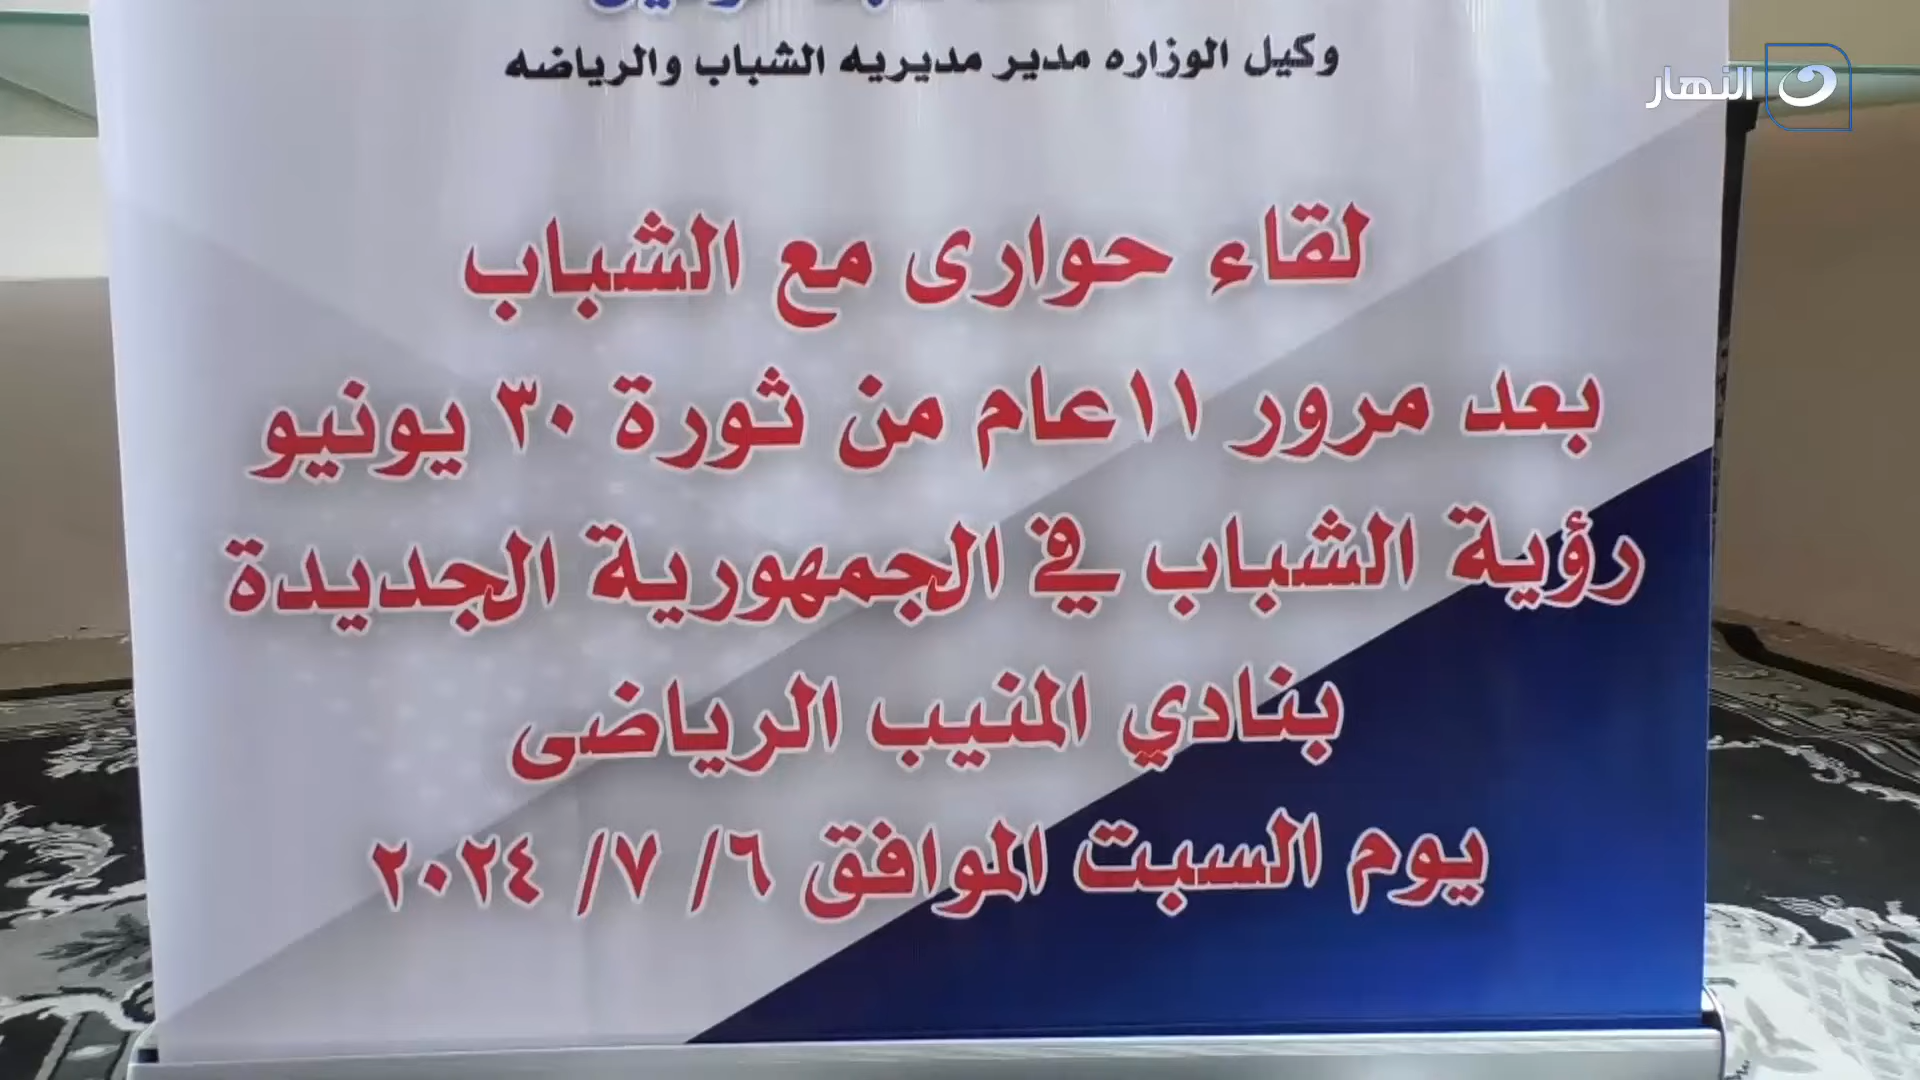 وكيل الوزاره مدير مديريه الشباب والرياضه
النهار
لقاء حوارى مع الشباب
بعد مرور ١١عام من ثورة ٣٠ يونيو
رؤية الشباب في الجمهورية الجديدة
بنادي المنيب الرياضى
يوم السبت الموافق ٦/ ٧/ ٢٠٢٤